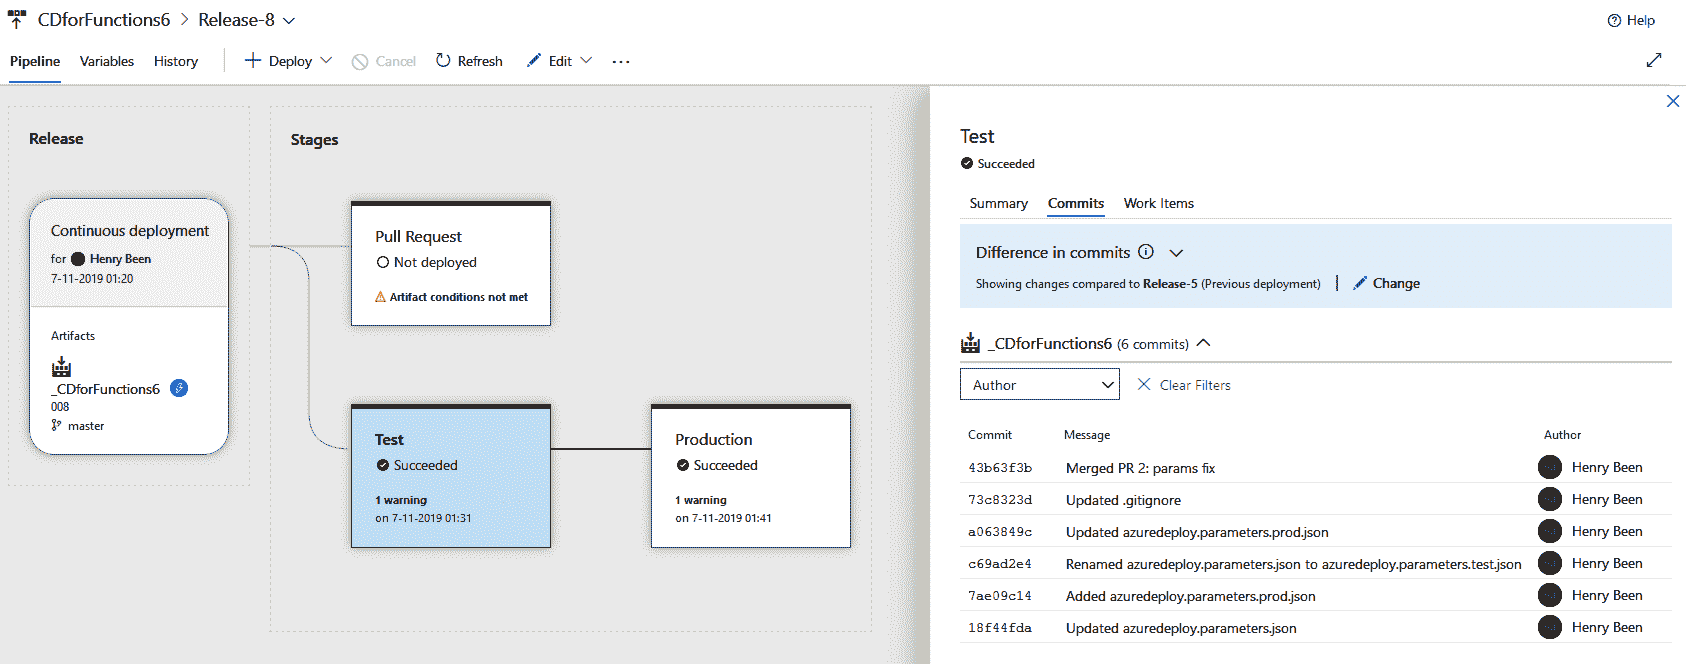 CDforFunctions6 > Release-8
Help
Pipeline Variables History Deploy Cancel Refresh Edit ...
Release
Continuous deployment
for Henry Been
7-11-2019 01:20
Artifacts
_CDforFunctions6
008
master
Stages
Pull Request
Not deployed
Artifact conditions not met
Test
Succeeded
1 warning
on 7-11-2019 01:31
Production
Succeeded
1 warning
on 7-11-2019 01:41
Test
Succeeded
Summary Commits Work Items
Difference in commits
Showing changes compared to Release-5 (Previous deployment) Change
_CDforFunctions6 (6 commits)
Author Clear Filters
Commit Message Author
43b63f3b Merged PR 2: params fix Henry Been
73c8323d Updated .gitignore Henry Been
a063849c Updated azuredeploy.parameters.prod.json Henry Been
c69ad2e4 Renamed azuredeploy.parameters.json to azuredeploy.parameters.test.json Henry Been
7ae09c14 Added azuredeploy.parameters.prod.json Henry Been
18f44fda Updated azuredeploy.parameters.json Henry Been